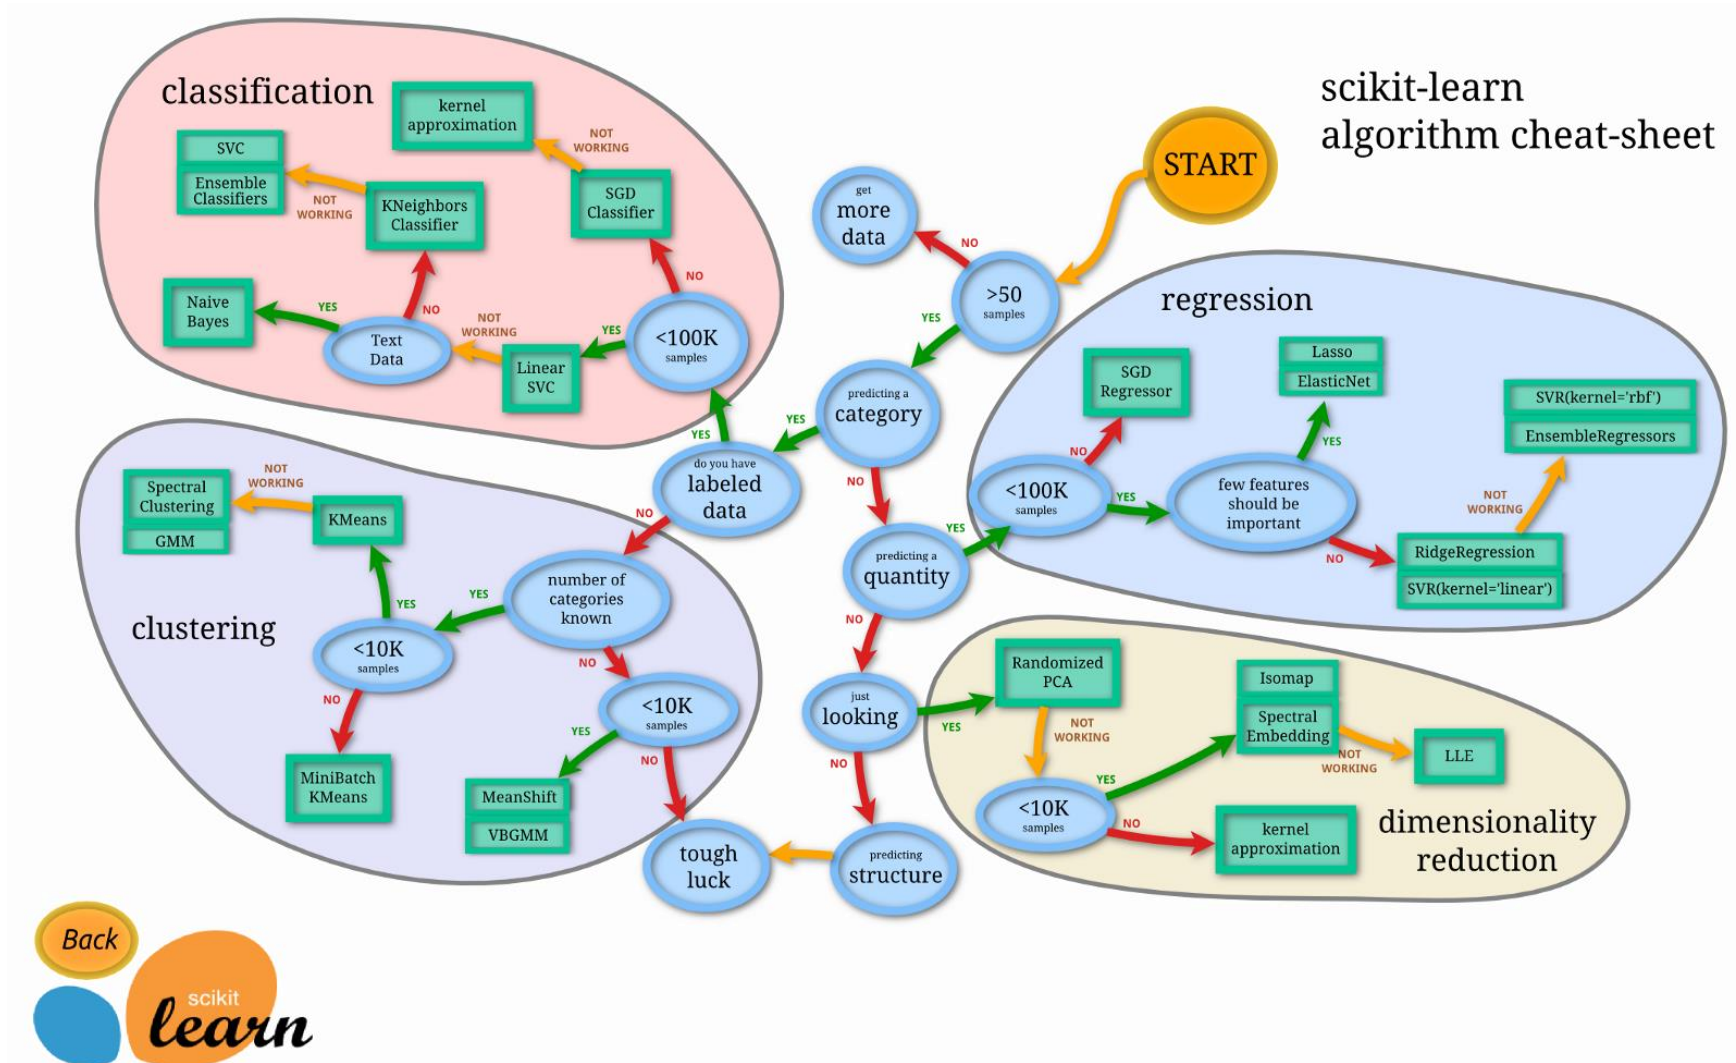 scikit-learn
algorithm cheat-sheet
START
classification
kernel
approximation
NOT
WORKING
SVC
Ensemble
Classifiers
NOT
WORKING
KNeighbors
Classifier
SGD
Classifier
NO
Naive
Bayes
YES
NO
Text
Data
NOT
WORKING
Linear
SVC
YES
<100K
samples
get
more
data
NO
>50
samples
YES
predicting a
category
YES
YES
do you have
labeled
data
NO
NO
predicting a
quantity
YES
NO
just
looking
YES
NO
predicting
structure
tough
luck
regression
SGD
Regressor
NO
<100K
samples
YES
Lasso
ElasticNet
YES
few features
should be
important
NO
SVR(kernel='rbf')
EnsembleRegressors
NOT
WORKING
RidgeRegression
SVR(kernel='linear')
clustering
Spectral
Clustering
GMM
NOT
WORKING
KMeans
YES
<10K
samples
NO
MiniBatch
KMeans
YES
number of
categories
known
NO
<10K
samples
YES
NO
MeanShift
VBGMM
Randomized
PCA
NOT
WORKING
<10K
samples
YES
NO
Isomap
Spectral
Embedding
NOT
WORKING
LLE
kernel
approximation
dimensionality
reduction
Back
scikit
learn